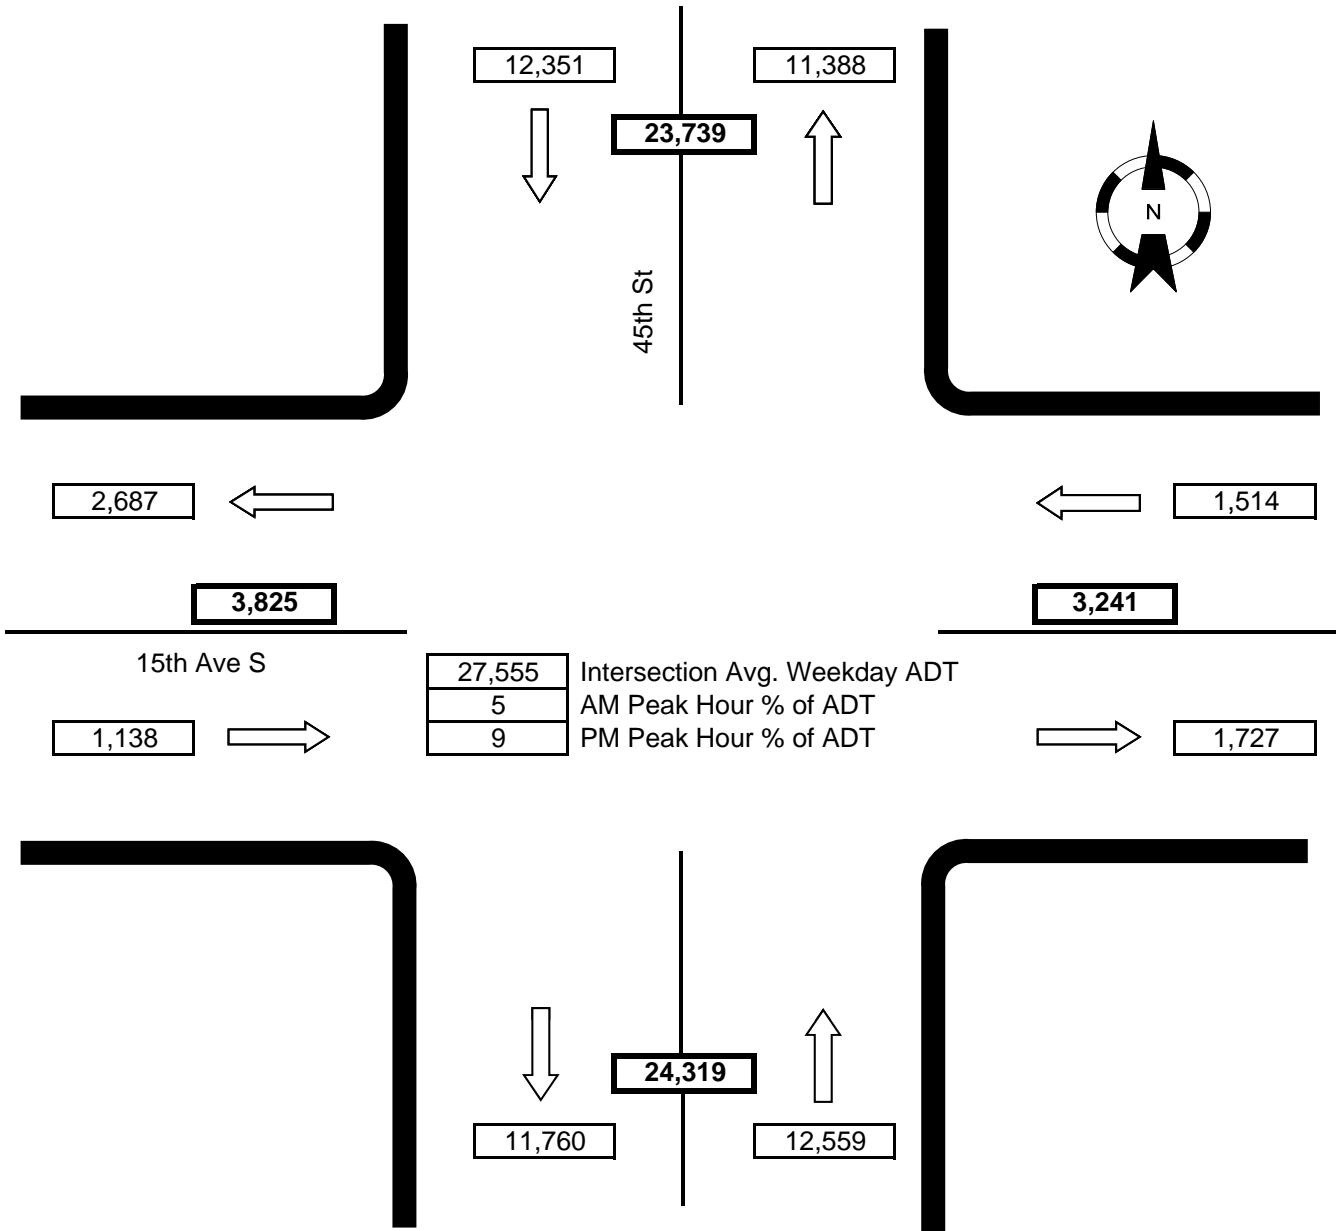 12,351
11,388
23,739
N
45th St
2,687
1,514
3,825
3,241
15th Ave S
27,555 Intersection Avg. Weekday ADT
5 AM Peak Hour % of ADT
9 PM Peak Hour % of ADT
1,138
1,727
24,319
11,760
12,559